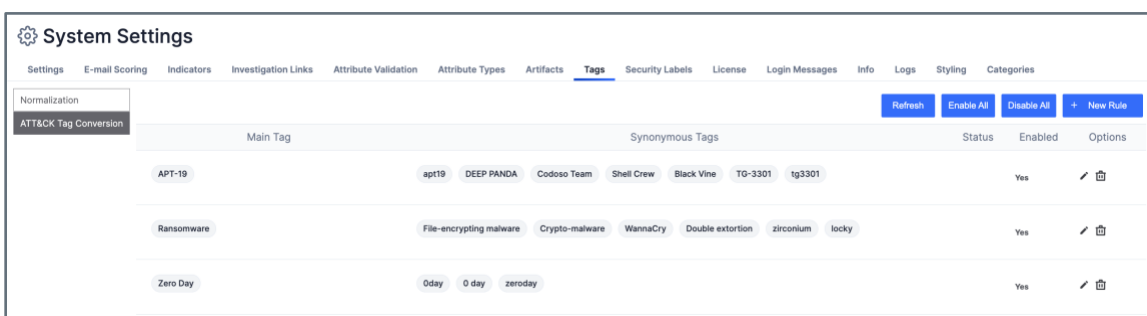 System Settings
Settings E-mail Scoring Indicators Investigation Links Attribute Validation Attribute Types Artifacts Tags Security Labels License Login Messages Info Logs Styling Categories
Normalization
ATT&CK Tag Conversion
Refresh Enable All Disable All + New Rule
Main Tag Synonymous Tags Status Enabled Options
APT-19 apt19 DEEP PANDA Codoso Team Shell Crew Black Vine TG-3301 tg3301 Yes
Ransomware File-encrypting malware Crypto-malware WannaCry Double extortion zirconium locky Yes
Zero Day 0day 0 day zeroday Yes